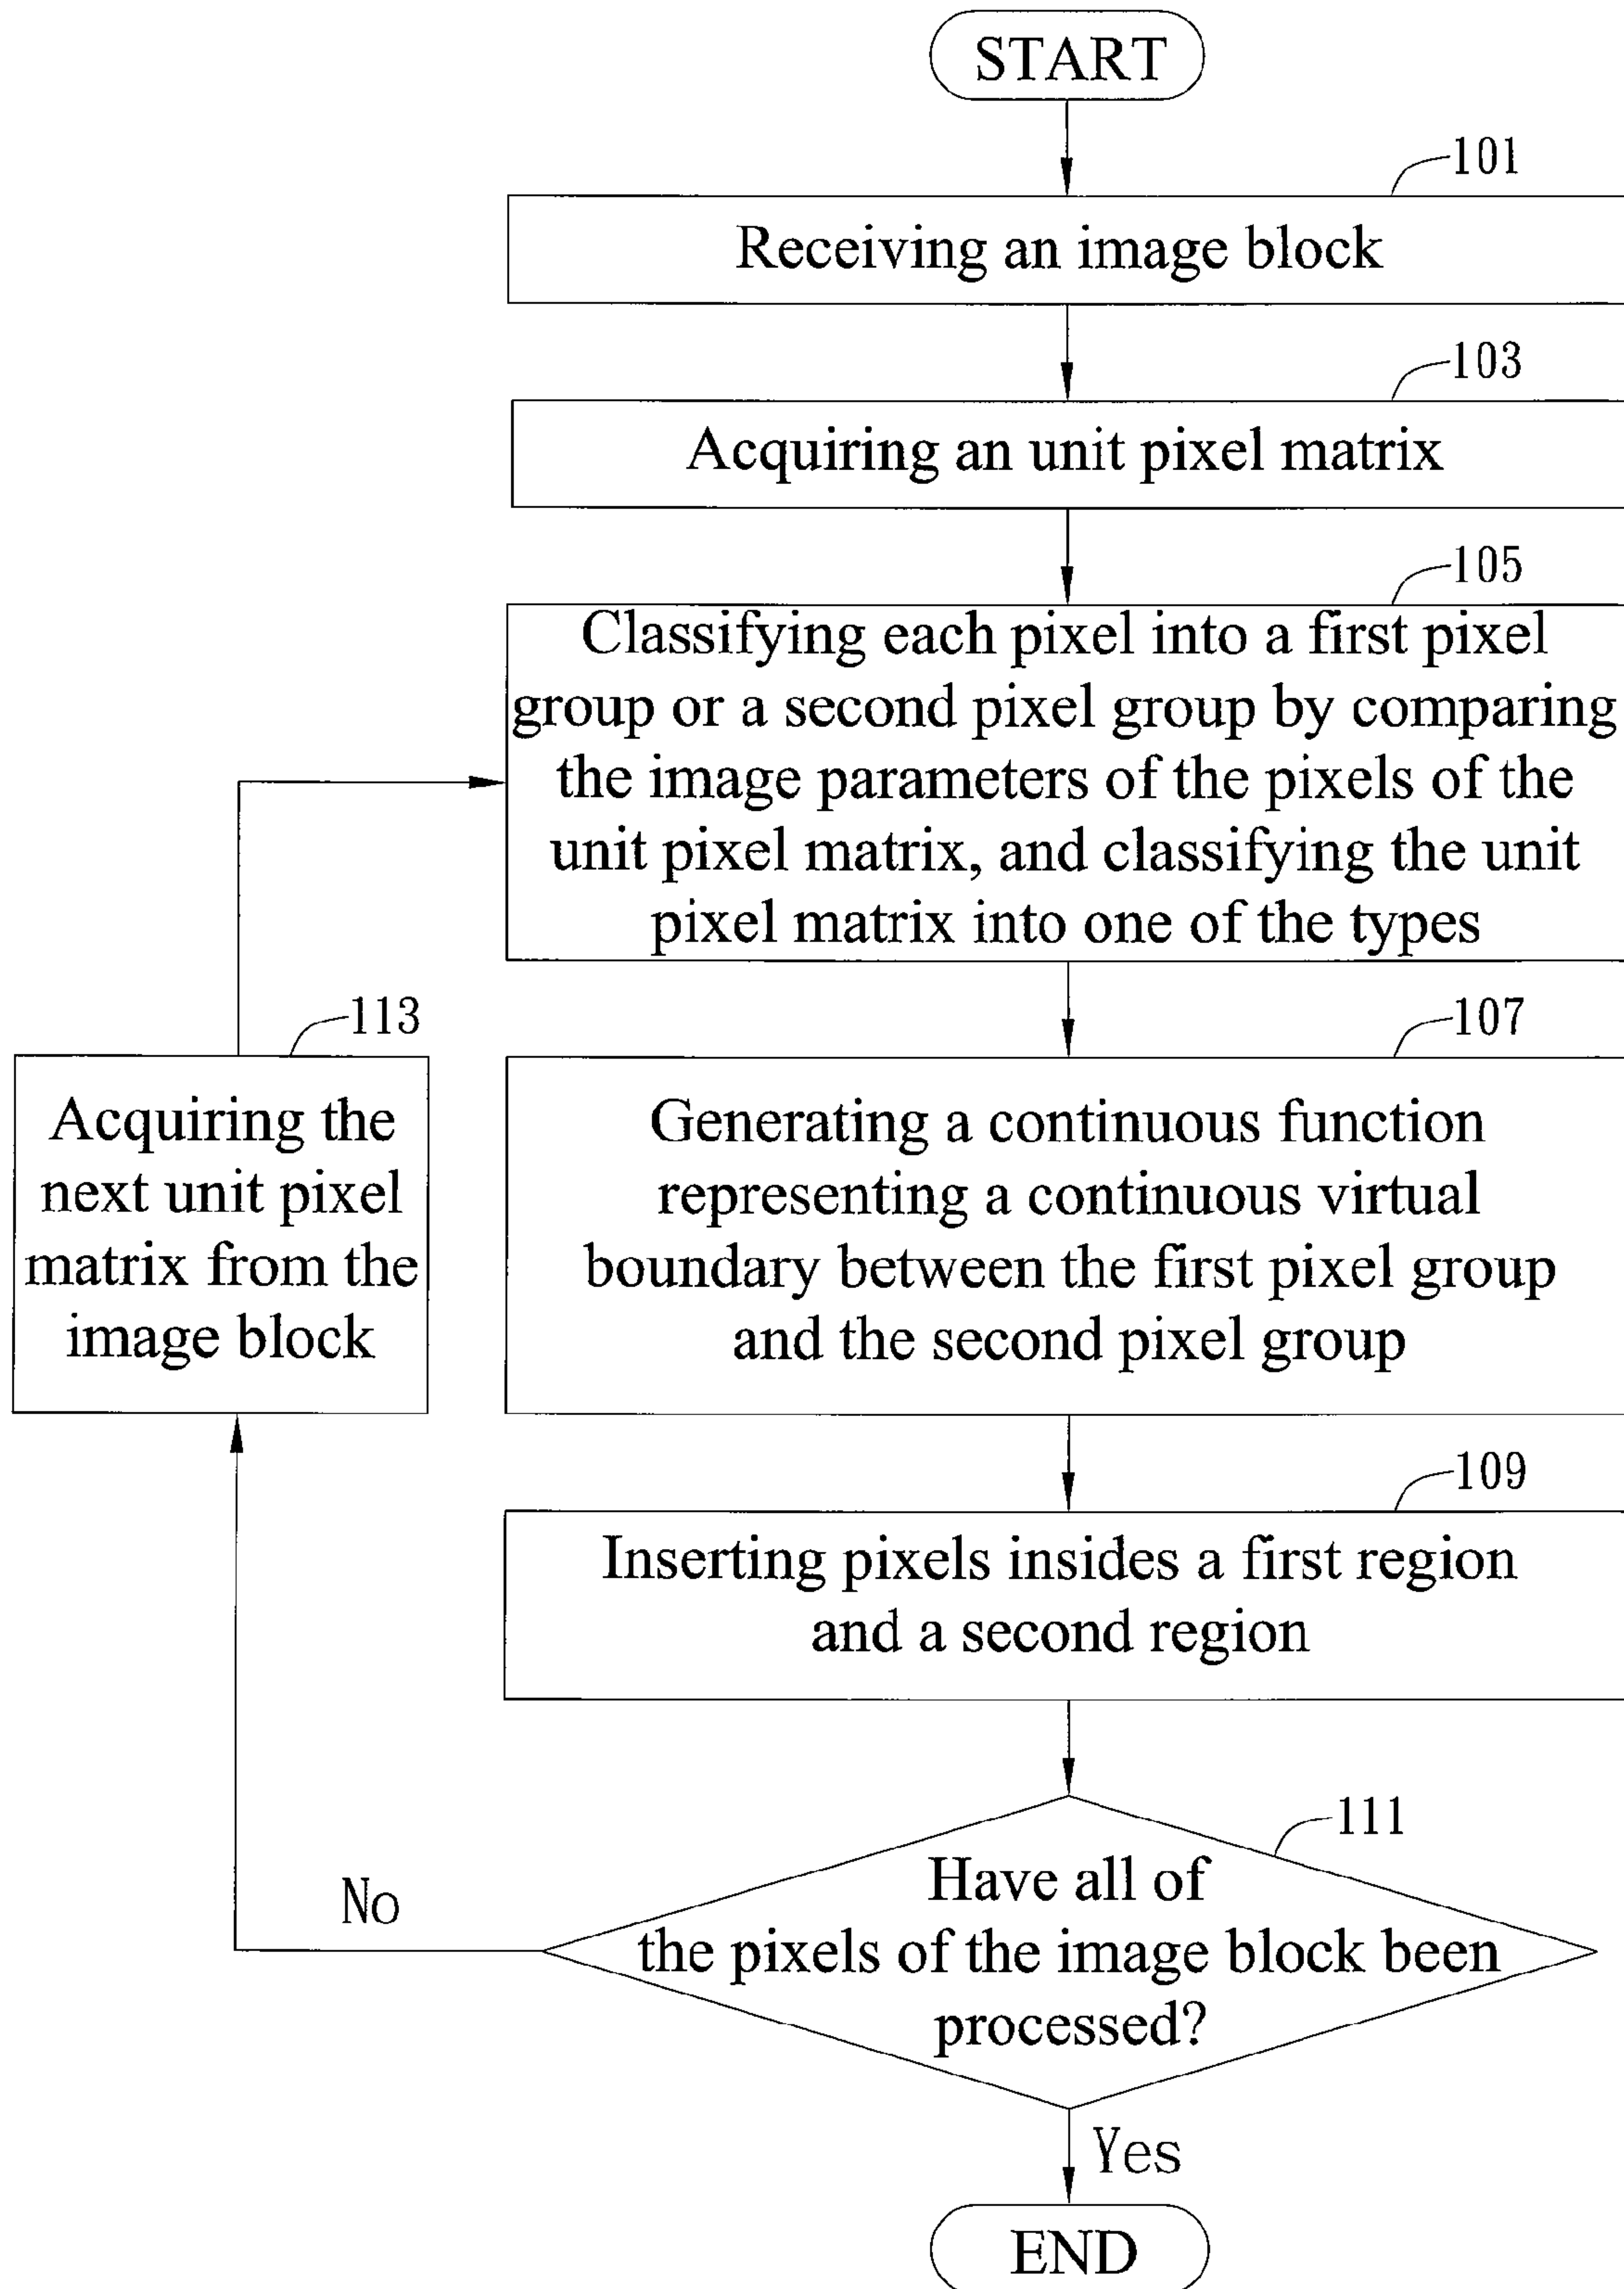 START
101
Receiving an image block
103
Acquiring an unit pixel matrix
105
Classifying each pixel into a first pixel
group or a second pixel group by comparing
the image parameters of the pixels of the
unit pixel matrix, and classifying the unit
pixel matrix into one of the types
113
Acquiring the
next unit pixel
matrix from the
image block
107
Generating a continuous function
representing a continuous virtual
boundary between the first pixel group
and the second pixel group
109
Inserting pixels insides a first region
and a second region
111
Have all of
the pixels of the image block been
processed?
No
Yes
END